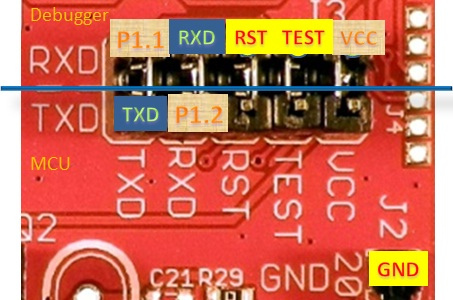 Debugger
J3
P1.1 RXD RST TEST VCC
RXD
TXD
TXD P1.2
J4
MCU
TXD RXD RST TEST VCC
J2
Q2
C21 R29 GND 20 GND